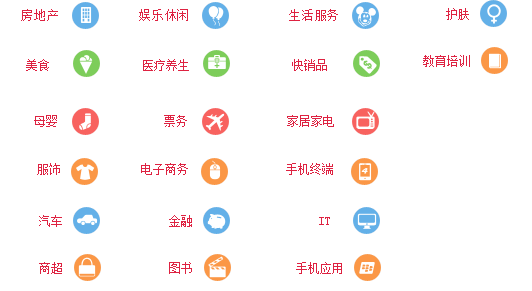 房地产 娱乐休闲 生活服务 护肤
美食 医疗养生 快销品 教育培训
母婴 票务 家居家电
服饰 电子商务 手机终端
汽车 金融 IT
商超 图书 手机应用